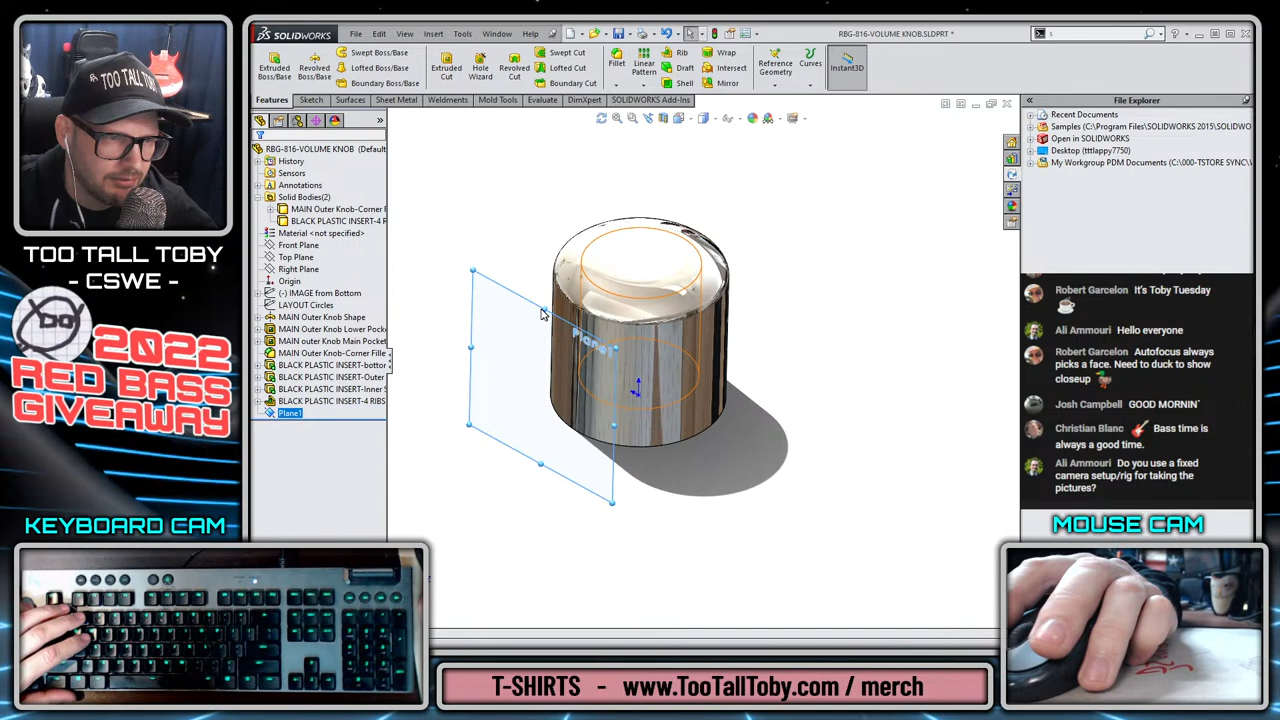 SOLIDWORKS
File
Edit
View
Insert
Tools
Window
Help
RBG-816-VOLUME KNOB.SLDPRT *
s
Extruded Boss/Base
Revolved Boss/Base
Swept Boss/Base
Lofted Boss/Base
Boundary Boss/Base
Extruded Cut
Hole Wizard
Revolved Cut
Swept Cut
Lofted Cut
Boundary Cut
Fillet
Linear Pattern
Rib
Draft
Shell
Wrap
Intersect
Mirror
Reference Geometry
Curves
Instant3D
Features
Sketch
Surfaces
Sheet Metal
Weldments
Mold Tools
Evaluate
DimXpert
SOLIDWORKS Add-Ins
RBG-816-VOLUME KNOB (Default
History
Sensors
Annotations
Solid Bodies(2)
MAIN Outer Knob-Corner F
BLACK PLASTIC INSERT-4 R
Material <not specified>
Front Plane
Top Plane
Right Plane
Origin
(-) IMAGE from Bottom
LAYOUT Circles
MAIN Outer Knob Shape
MAIN Outer Knob Lower Pock
MAIN outer Knob Main Pocket
MAIN Outer Knob-Corner Fille
BLACK PLASTIC INSERT-bottor
BLACK PLASTIC INSERT-Outer
BLACK PLASTIC INSERT-Inner S
BLACK PLASTIC INSERT-4 RIBS
Plane1
Plane1
File Explorer
Recent Documents
Samples (C:\Program Files\SOLIDWORKS 2015\SOLIDWO
Open in SOLIDWORKS
Desktop (tttlappy7750)
My Workgroup PDM Documents (C:\000-TSTORE SYNC\V
Robert Garcelon It's Toby Tuesday
Ali Ammouri Hello everyone
Robert Garcelon Autofocus always
picks a face. Need to duck to show
closeup
Josh Campbell GOOD MORNIN`
Christian Blanc Bass time is
always a good time.
Ali Ammouri Do you use a fixed
camera setup/rig for taking the
pictures?
TOO TALL TOBY
TOO TALL TOBY
- CSWE -
2022
RED BASS
GIVEAWAY
KEYBOARD CAM
MOUSE CAM
T-SHIRTS - www.TooTallToby.com / merch